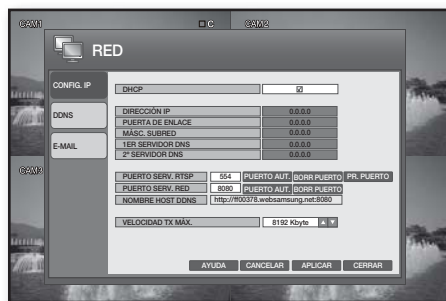 CAM1
C
CAM2
RED
CONFIG. IP
DHCP ☑
DDNS
DIRECCIÓN IP 0.0.0.0
PUERTA DE ENLACE 0.0.0.0
MÁSC. SUBRED 0.0.0.0
E-MAIL
1ER SERVIDOR DNS 0.0.0.0
2º SERVIDOR DNS 0.0.0.0
CAM3
PUERTO SERV. RTSP 554 PUERTO AUT. BORR PUERTO PR. PUERTO
PUERTO SERV. RED 8080 PUERTO AUT. BORR PUERTO
NOMBRE HOST DDNS http://ff00378.websamsung.net:8080
VELOCIDAD TX MÁX. 8192 Kbyte
AYUDA CANCELAR APLICAR CERRAR